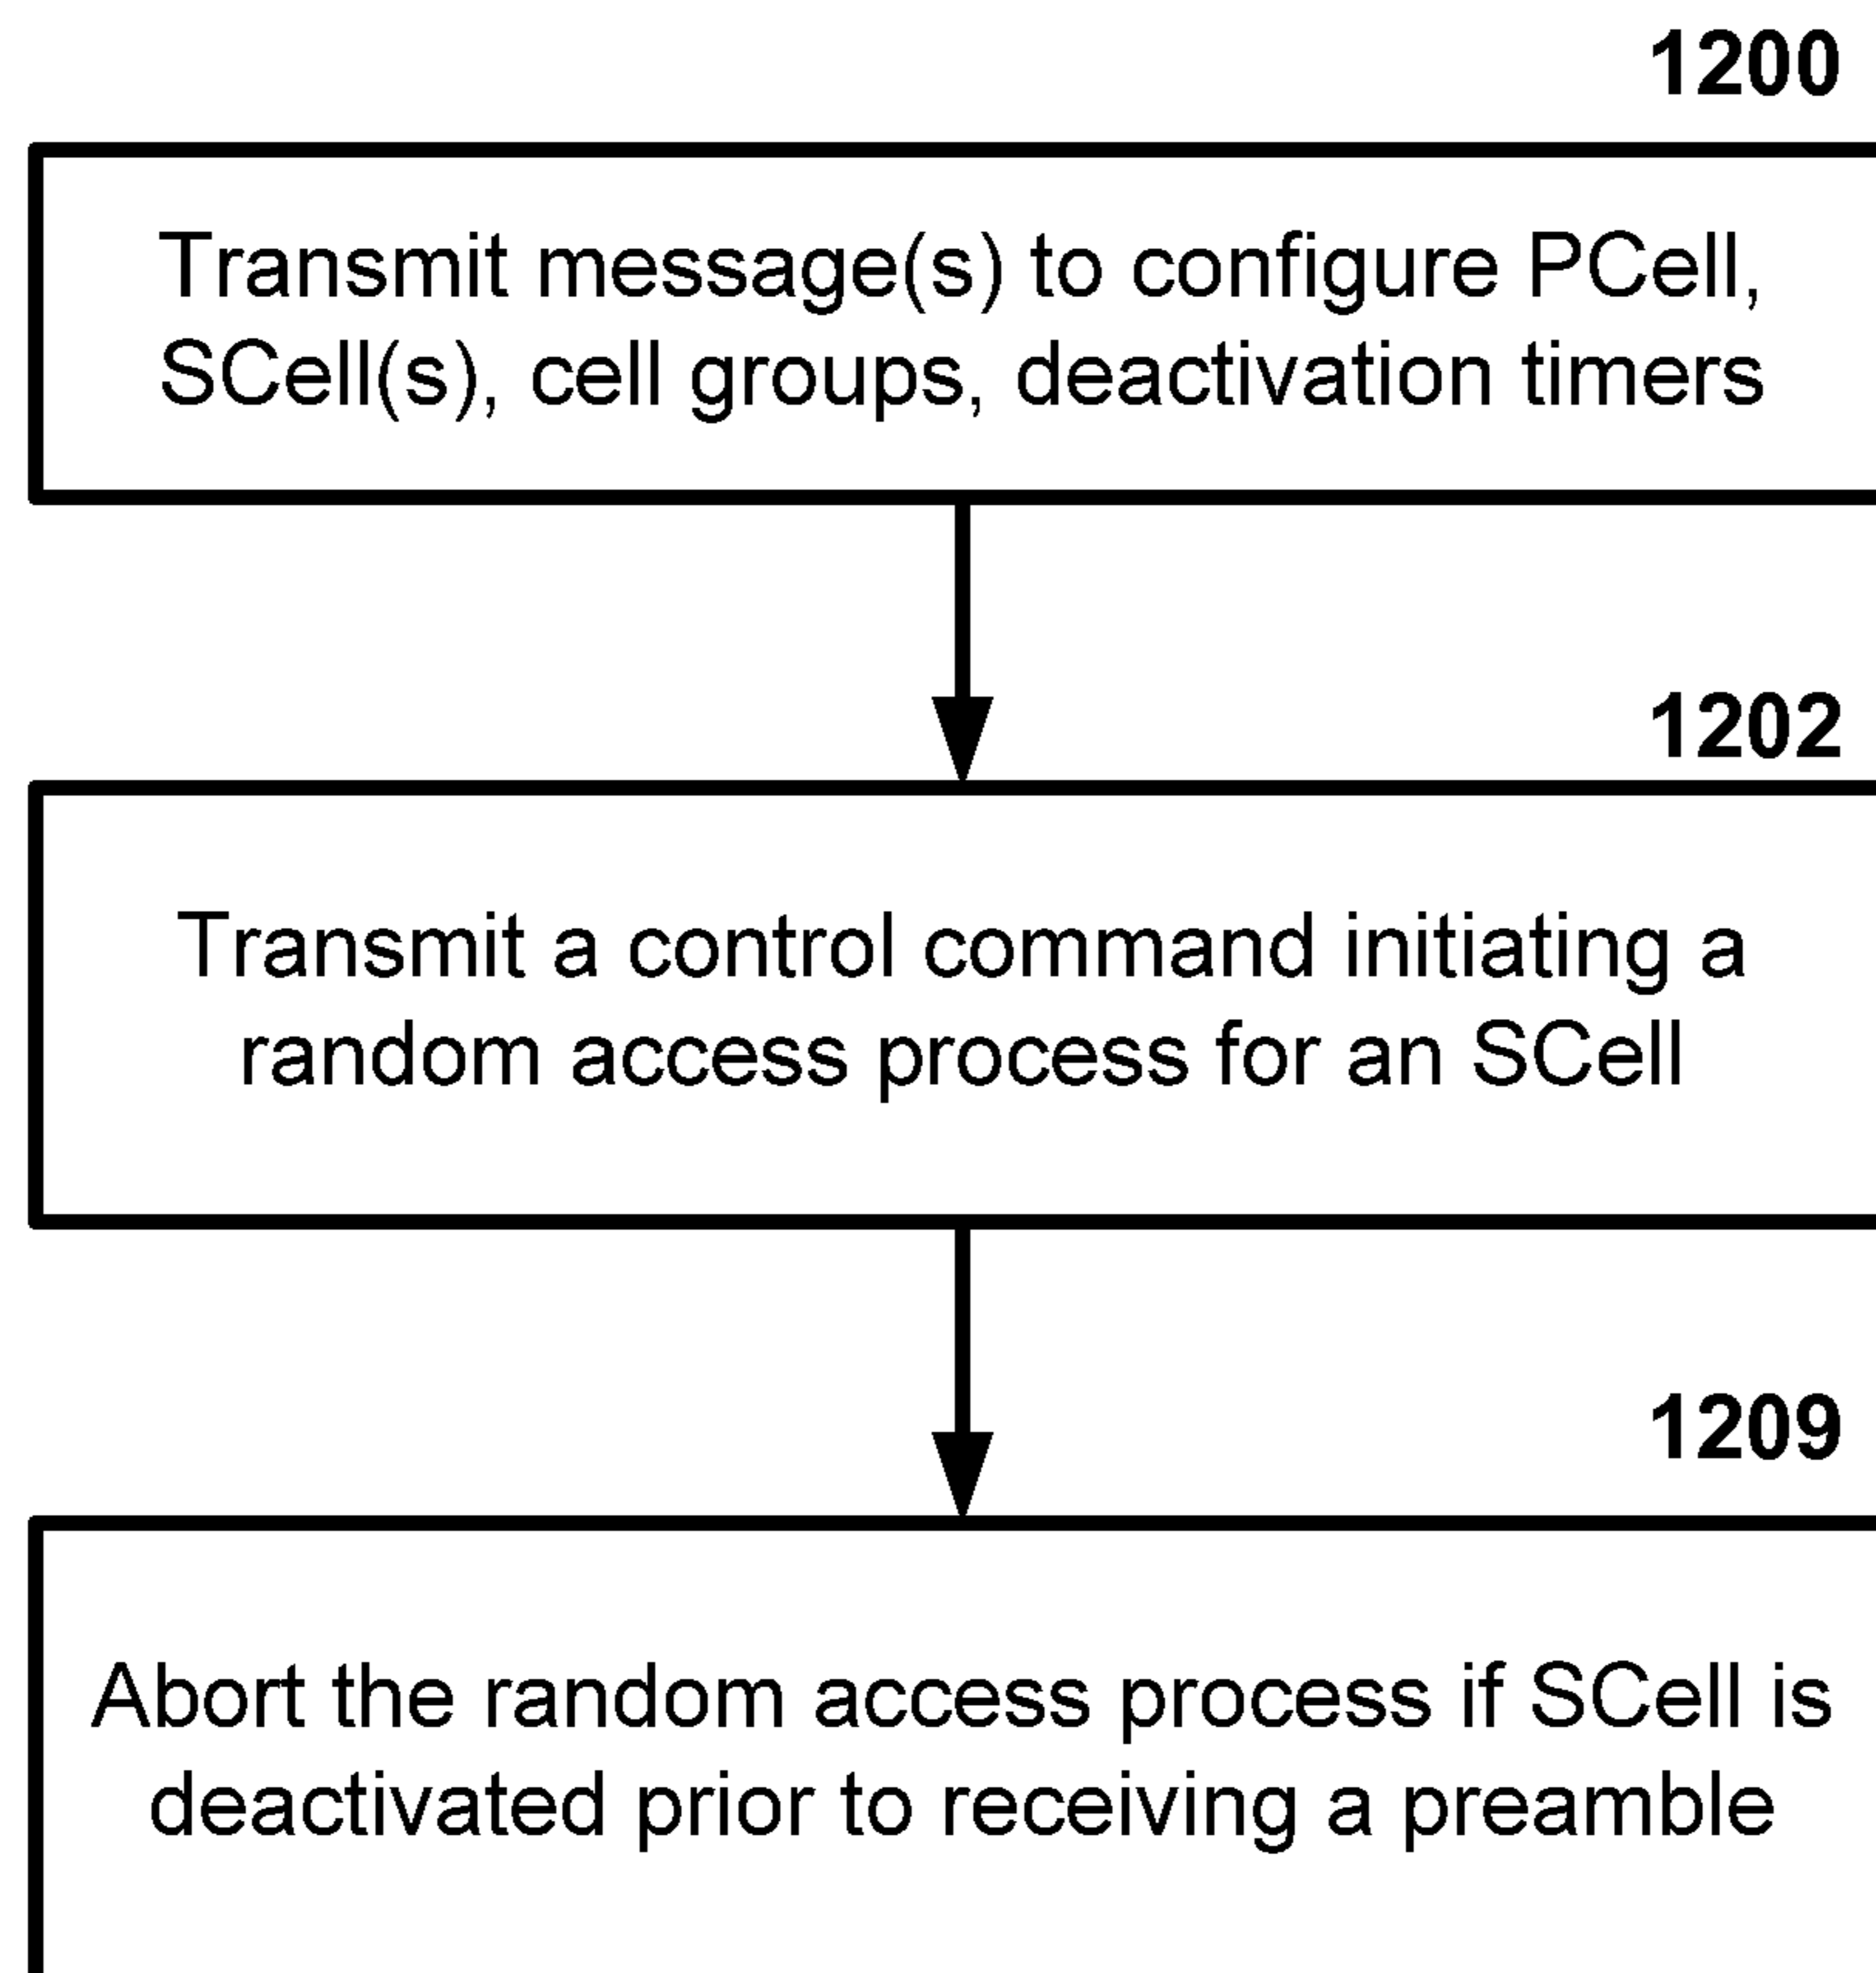 1200
Transmit message(s) to configure PCell,
SCell(s), cell groups, deactivation timers
1202
Transmit a control command initiating a
random access process for an SCell
1209
Abort the random access process if SCell is
deactivated prior to receiving a preamble